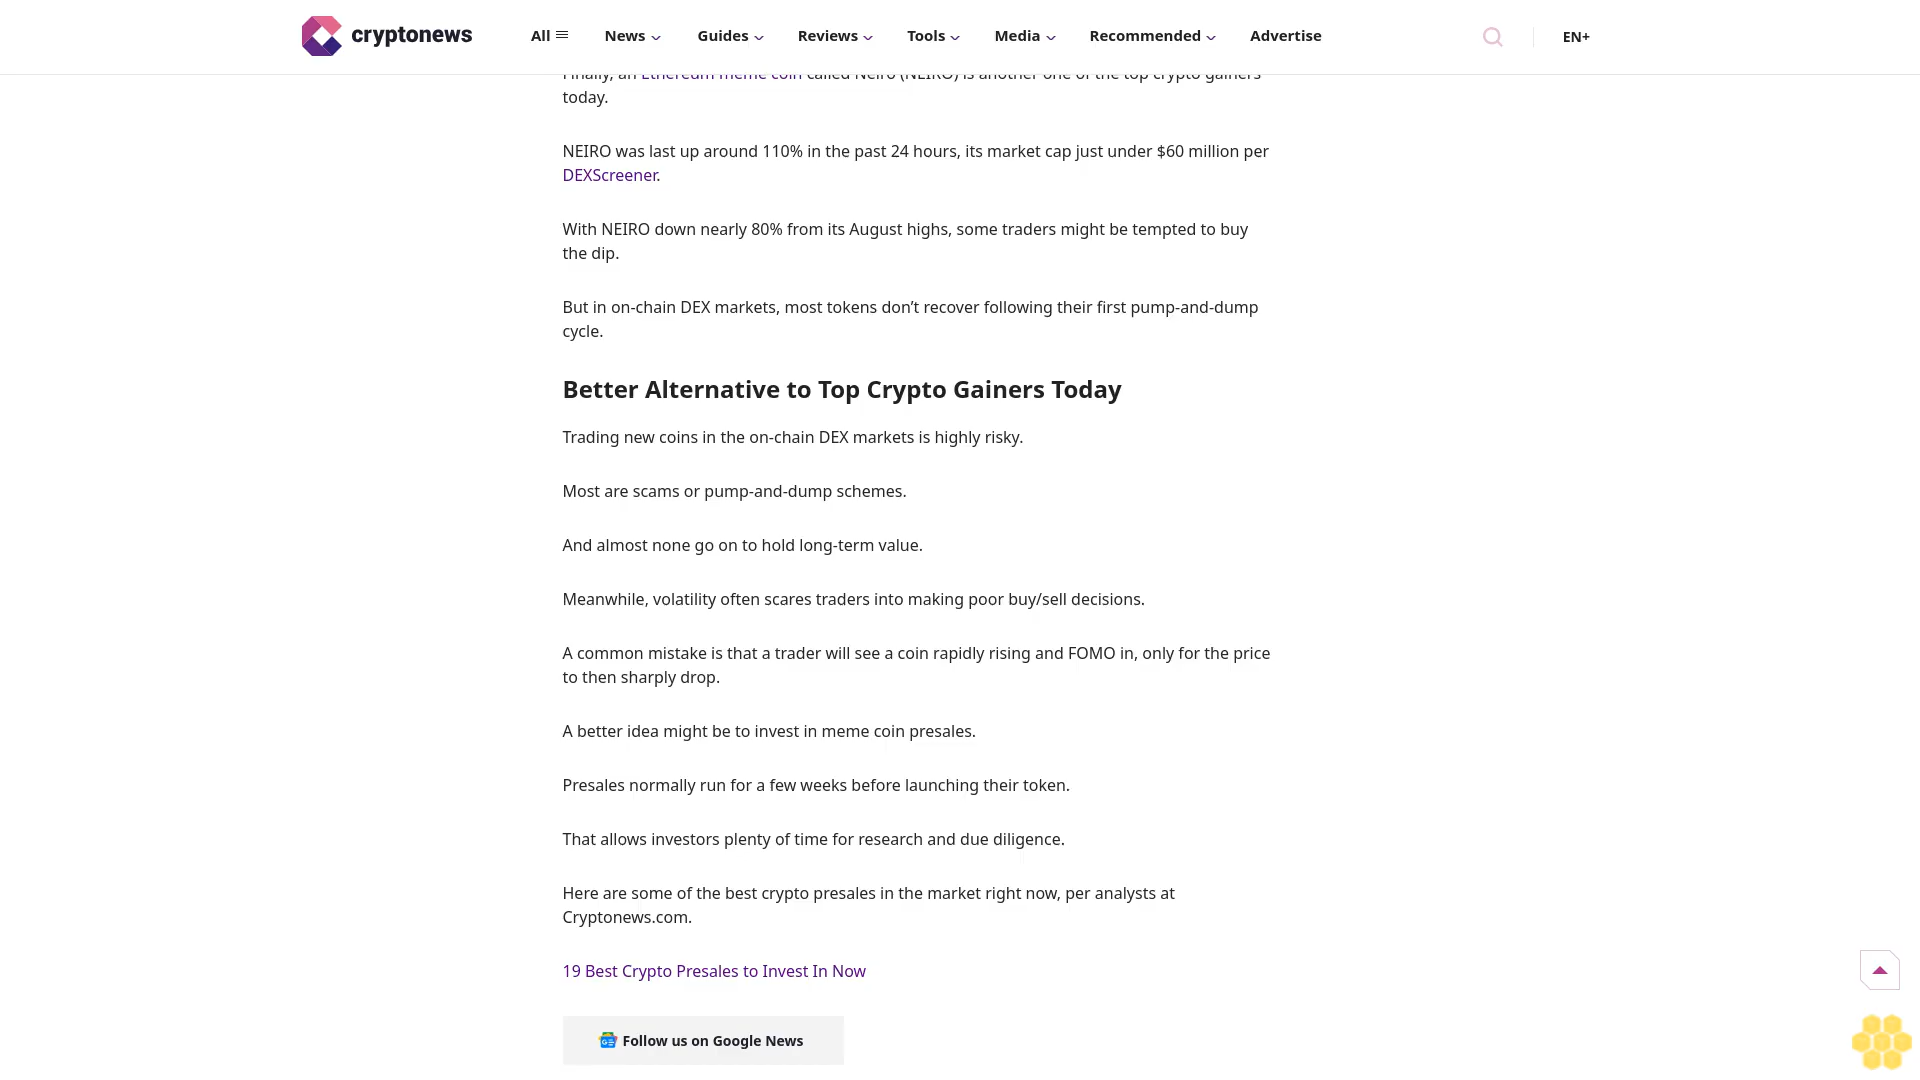 cryptonews
All
News
Guides
Reviews
Tools
Media
Recommended
Advertise
EN+
Finally, an Ethereum meme coin called Neiro (NEIRO) is another one of the top crypto gainers
today.
NEIRO was last up around 110% in the past 24 hours, its market cap just under $60 million per
DEXScreener.
With NEIRO down nearly 80% from its August highs, some traders might be tempted to buy
the dip.
But in on-chain DEX markets, most tokens don’t recover following their first pump-and-dump
cycle.
Better Alternative to Top Crypto Gainers Today
Trading new coins in the on-chain DEX markets is highly risky.
Most are scams or pump-and-dump schemes.
And almost none go on to hold long-term value.
Meanwhile, volatility often scares traders into making poor buy/sell decisions.
A common mistake is that a trader will see a coin rapidly rising and FOMO in, only for the price
to then sharply drop.
A better idea might be to invest in meme coin presales.
Presales normally run for a few weeks before launching their token.
That allows investors plenty of time for research and due diligence.
Here are some of the best crypto presales in the market right now, per analysts at
Cryptonews.com.
19 Best Crypto Presales to Invest In Now
Follow us on Google News